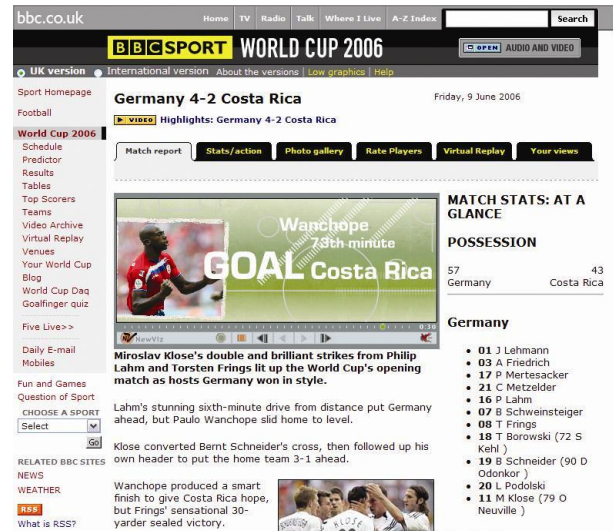 bbc.co.uk
Home TV Radio Talk Where I Live A-Z Index
Search
BBC SPORT WORLD CUP 2006
OPEN AUDIO AND VIDEO
UK version International version About the versions | Low graphics | Help
Sport Homepage
Football
World Cup 2006
Schedule
Predictor
Results
Tables
Top Scorers
Teams
Video Archive
Virtual Replay
Venues
Your World Cup
Blog
World Cup Daq
Goalfinger quiz
Five Live>>
Daily E-mail
Mobiles
Fun and Games
Question of Sport
CHOOSE A SPORT
Select
Go
RELATED BBC SITES
NEWS
WEATHER
RSS
What is RSS?
Germany 4-2 Costa Rica
Friday, 9 June 2006
VIDEO Highlights: Germany 4-2 Costa Rica
Match report Stats/action Photo gallery Rate Players Virtual Replay Your views
Wanchope
73th minute
GOAL Costa Rica
0:30
NewViz
Miroslav Klose's double and brilliant strikes from Philip
Lahm and Torsten Frings lit up the World Cup's opening
match as hosts Germany won in style.
Lahm's stunning sixth-minute drive from distance put Germany
ahead, but Paulo Wanchope slid home to level.
Klose converted Bernt Schneider's cross, then followed up his
own header to put the home team 3-1 ahead.
Wanchope produced a smart
finish to give Costa Rica hope,
but Frings' sensational 30-
yarder sealed victory.
KLOSE
MATCH STATS: AT A
GLANCE
POSSESSION
57 43
Germany Costa Rica
Germany
01 J Lehmann
03 A Friedrich
17 P Mertesacker
21 C Metzelder
16 P Lahm
07 B Schweinsteiger
08 T Frings
18 T Borowski (72 S
Kehl )
19 B Schneider (90 D
Odonkor )
20 L Podolski
11 M Klose (79 O
Neuville )